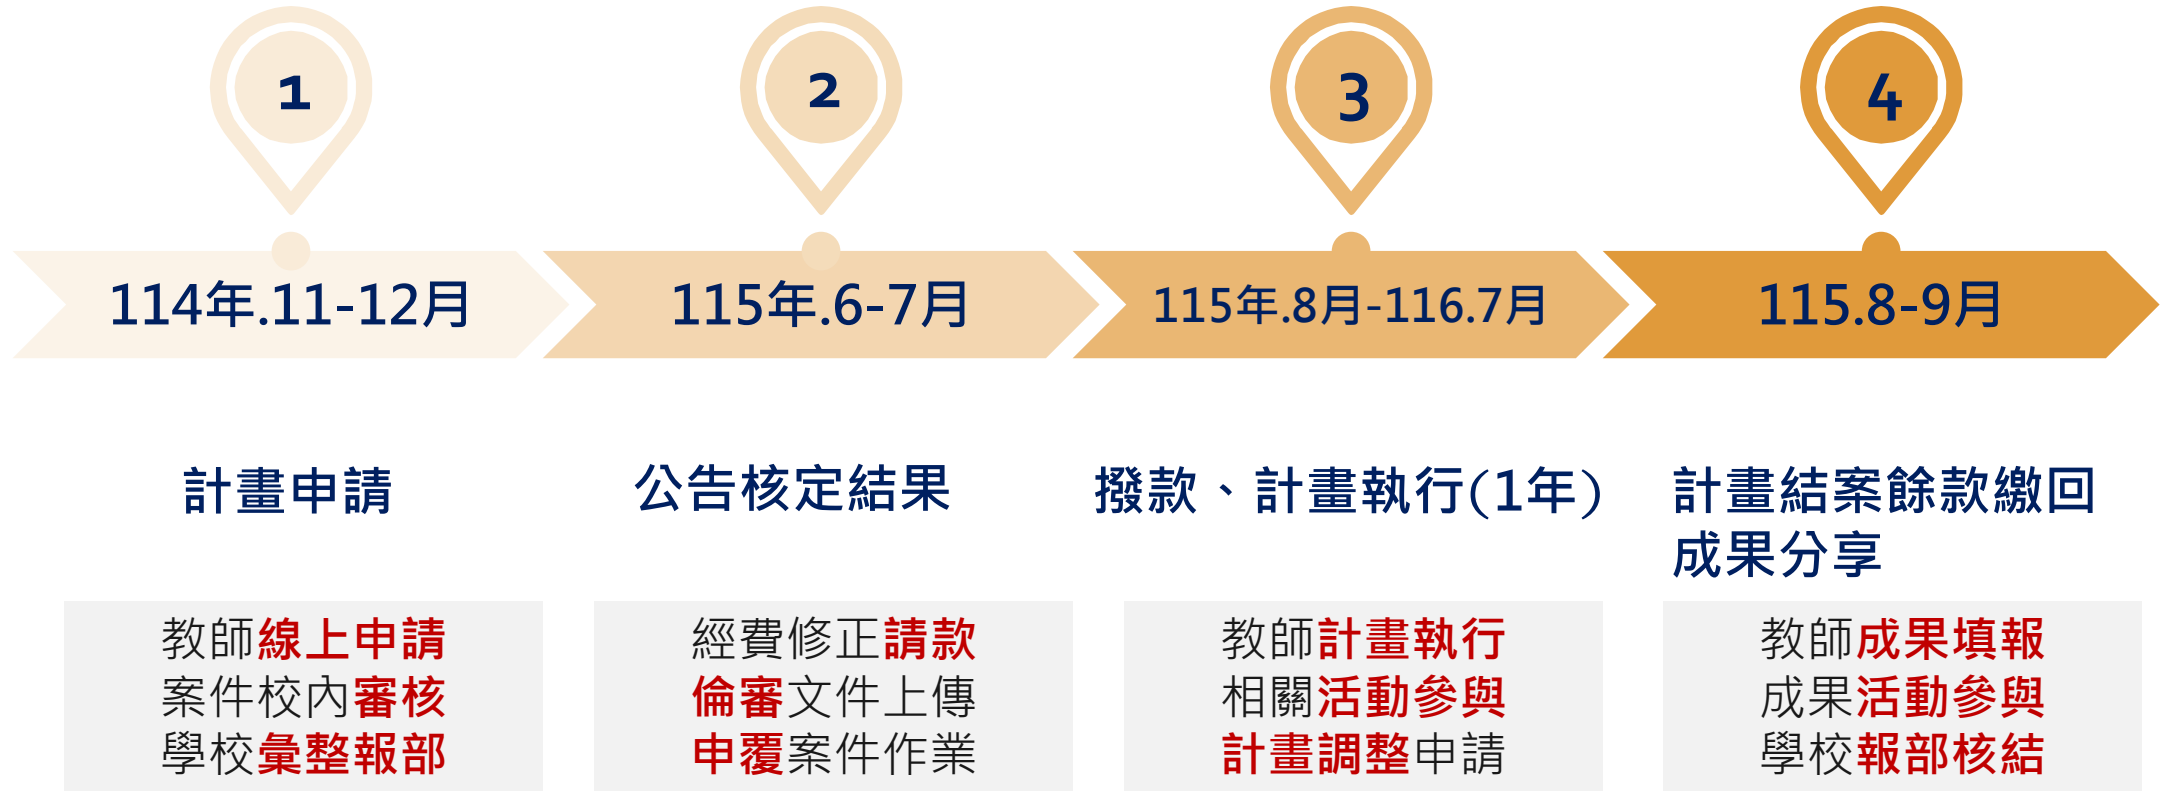 1
2
3
4
114年.11-12月
115年.6-7月
115年.8月-116.7月
115.8-9月
計畫申請
公告核定結果
撥款、計畫執行(1年)
計畫結案餘款繳回
成果分享
教師線上申請
案件校內審核
學校彙整報部
經費修正請款
倫審文件上傳
申覆案件作業
教師計畫執行
相關活動參與
計畫調整申請
教師成果填報
成果活動參與
學校報部核結